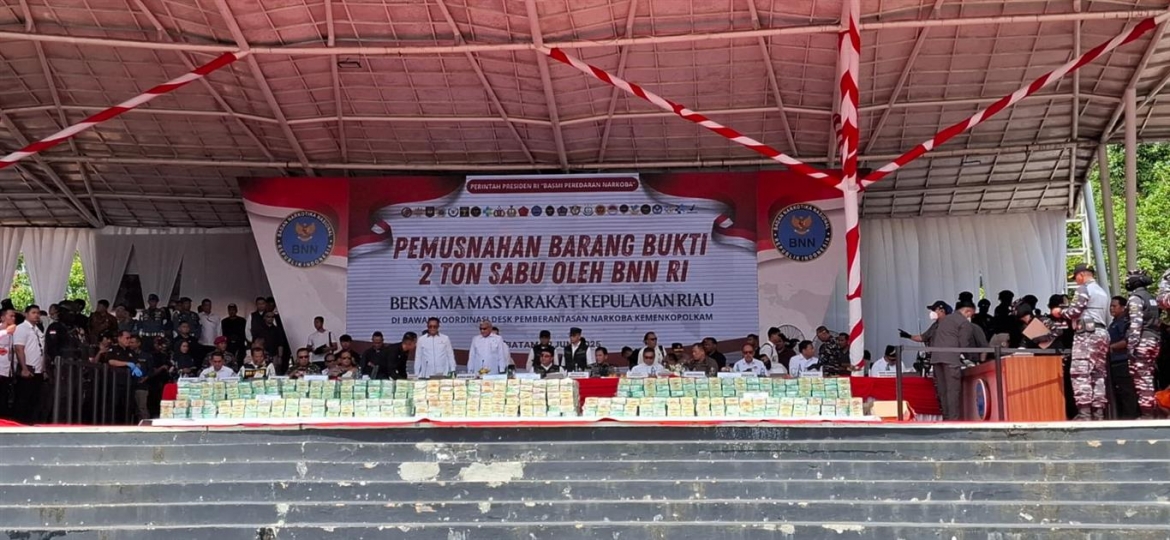 PERINTAH PRESIDEN RI "BASMI PEREDARAN NARKOBA"
PEMUSNAHAN BARANG BUKTI
2 TON SABU OLEH BNN RI
BERSAMA MASYARAKAT KEPULAUAN RIAU
DI BAWAH KOORDINASI DESK PEMBERANTASAN NARKOBA KEMENKOPOLKAM
BNN
BNN